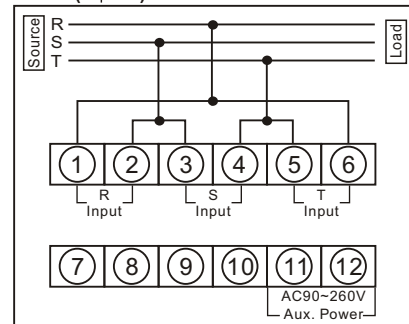 R
S
T
Source
Load
1 2 3 4 5 6
R S T
Input Input Input
7 8 9 10 11 12
AC90~260V
Aux. Power